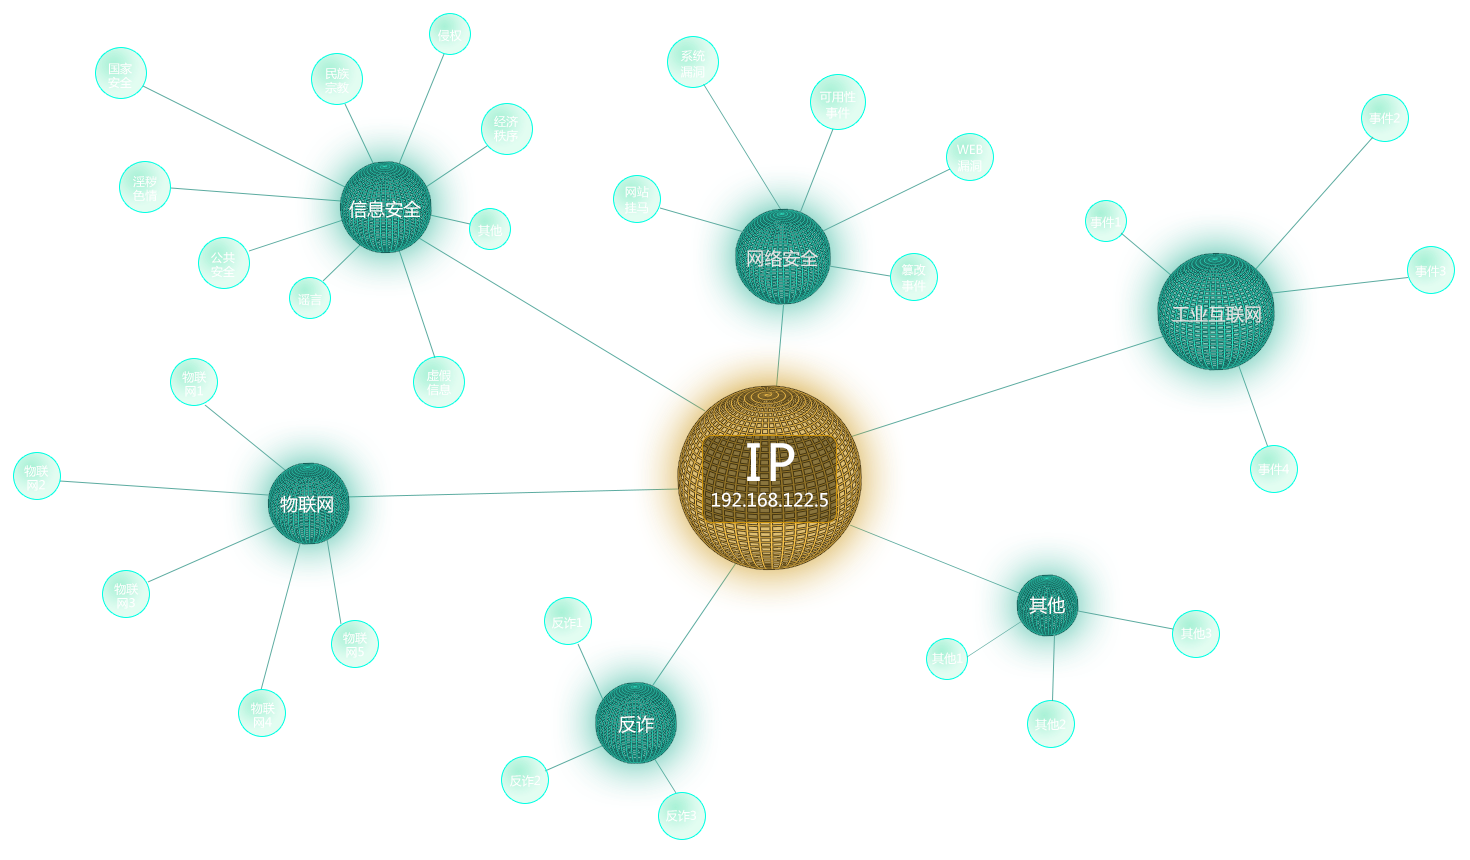 侵权
国家
安全
民族
宗教
经济
秩序
淫秽
色情
信息安全
其他
公共
安全
谣言
虚假
信息
系统
漏洞
可用性
事件
WEB
漏洞
网站
挂马
网络安全
篡改
事件
事件2
事件1
事件3
工业互联网
事件4
IP
192.168.122.5
物联
网1
物联
网2
物联网
物联
网3
物联
网5
物联
网4
反诈1
反诈
反诈2
反诈3
其他
其他1
其他3
其他2